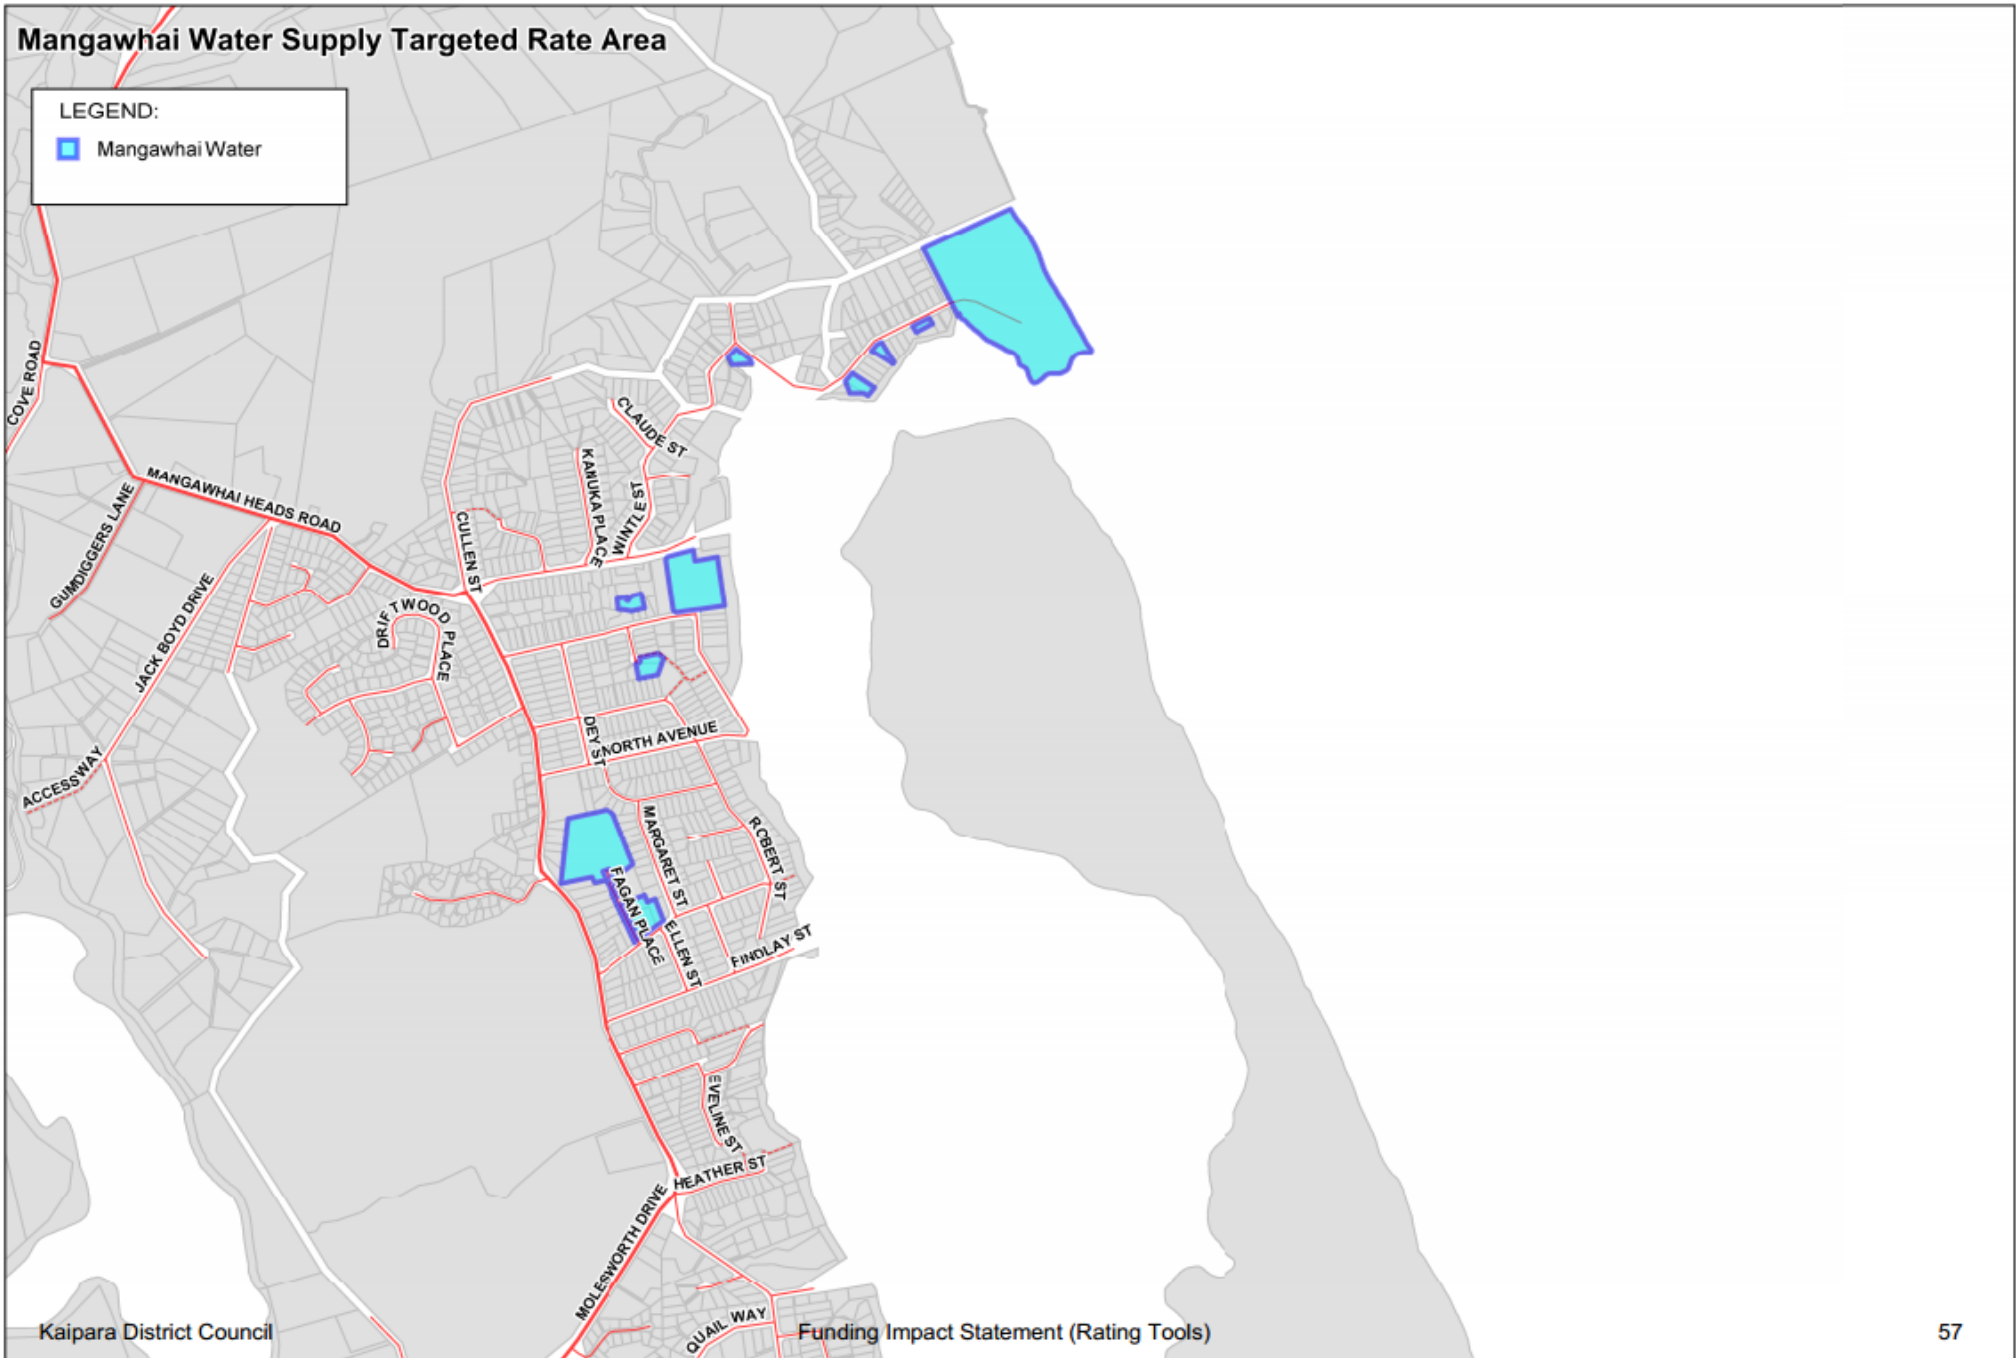 Mangawhai Water Supply Targeted Rate Area
LEGEND:
Mangawhai Water
COVE ROAD
MANGAWHAI HEADS ROAD
GUMDIGGERS LANE
JACK BOYD DRIVE
ACCESSWAY
CULLEN ST
CLAUDE ST
KANUKA PLACE
WINTLE ST
DRIFTWOOD PLACE
DEY ST
NORTH AVENUE
MARGARET ST
ROBERT ST
FAGAN PLACE
ELLEN ST
FINDLAY ST
EVELINE ST
HEATHER ST
MOLESWORTH DRIVE
QUAIL WAY
Kaipara District Council
Funding Impact Statement (Rating Tools)
57